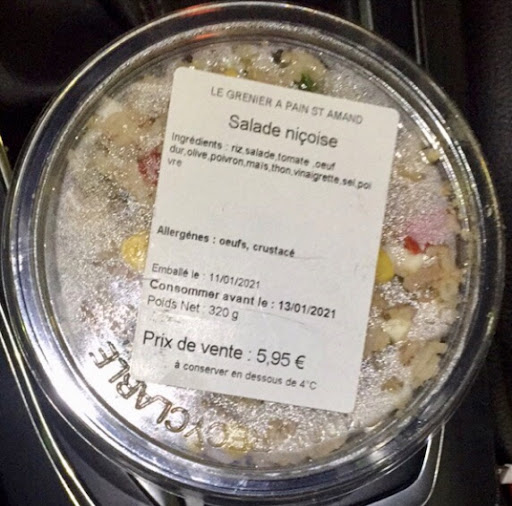 LE GRENIER A PAIN ST AMAND
Salade niçoise
Ingrédients : riz,salade,tomate ,oeuf
dur,olive,poivron,maïs,thon,vinaigrette,sel,poi
vre
Allergénes : oeufs, crustacé
Emballé le : 11/01/2021
Consommer avant le : 13/01/2021
Poids Net : 320 g
Prix de vente : 5,95 €
à conserver en dessous de 4°C
ECYCLABLE